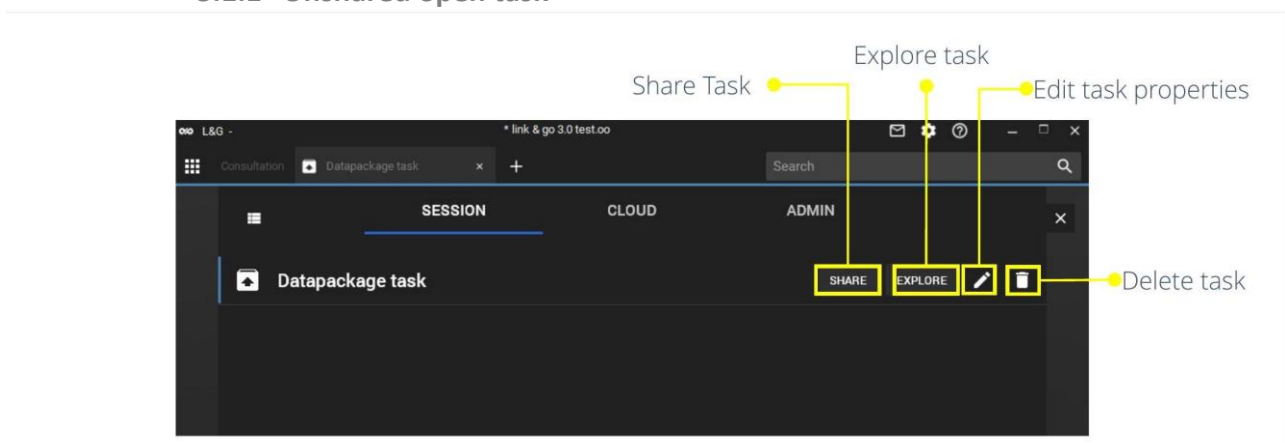 Explore task
Share Task
Edit task properties
L&G -
* link & go 3.0 test.oo
Consultation
Datapackage task
Search
SESSION
CLOUD
ADMIN
Datapackage task
SHARE
EXPLORE
Delete task